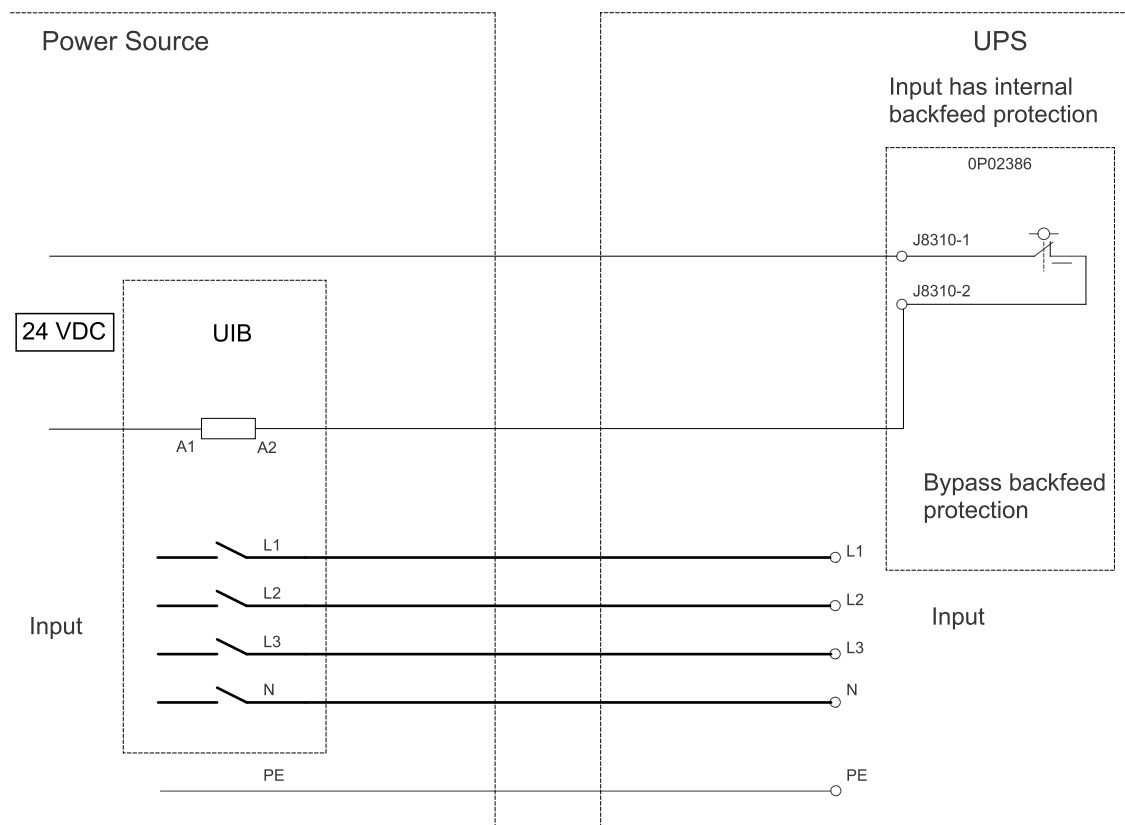 Power Source
UPS
Input has internal
backfeed protection
0P02386
J8310-1
J8310-2
24 VDC
UIB
A1
A2
Bypass backfeed
protection
L1
L1
L2
L2
Input
Input
L3
L3
N
N
PE
PE